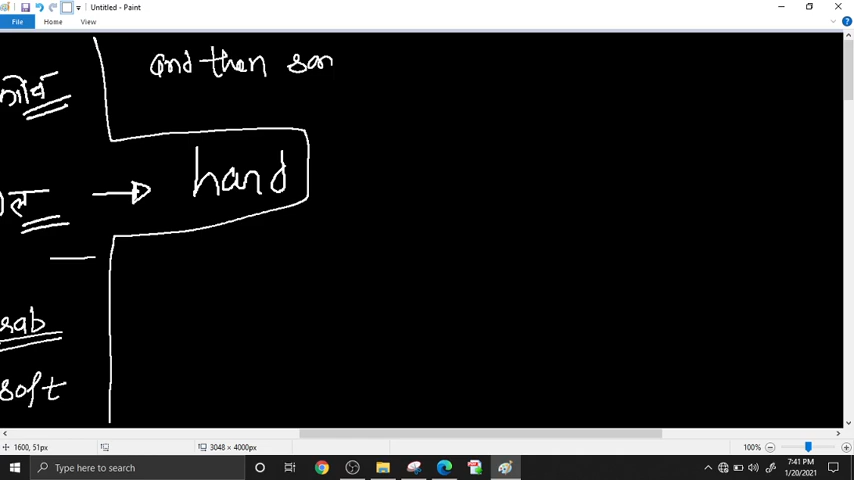 Untitled - Paint
File Home View
and then son
hand
soft
1600, 51px
3048 × 4000px
100%
Type here to search
7:41 PM
1/20/2021